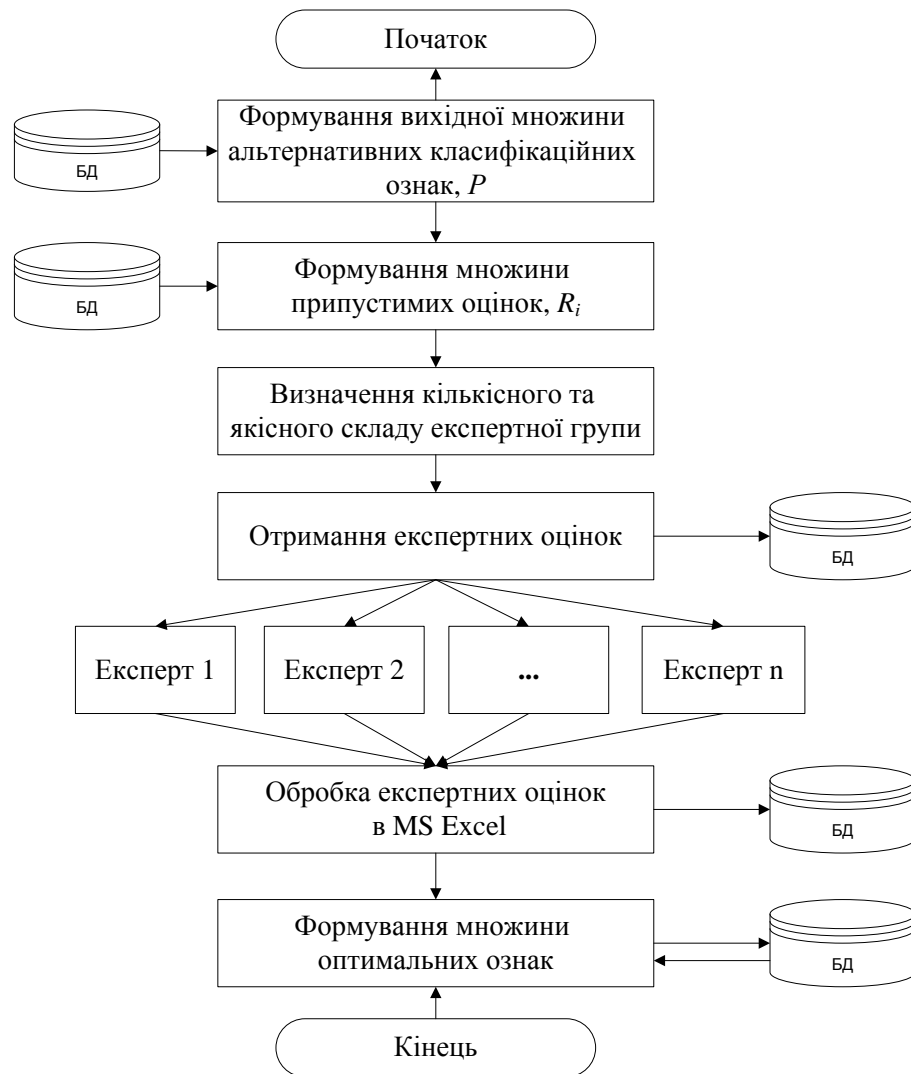 Початок
Формування вихідної множини
альтернативних класифікаційних
ознак, P
БД
Формування множини
припустимих оцінок, Ri
БД
Визначення кількісного та
якісного складу експертної групи
Отримання експертних оцінок
БД
Експерт 1
Експерт 2
...
Експерт n
Обробка експертних оцінок
в MS Excel
БД
Формування множини
оптимальних ознак
БД
Кінець